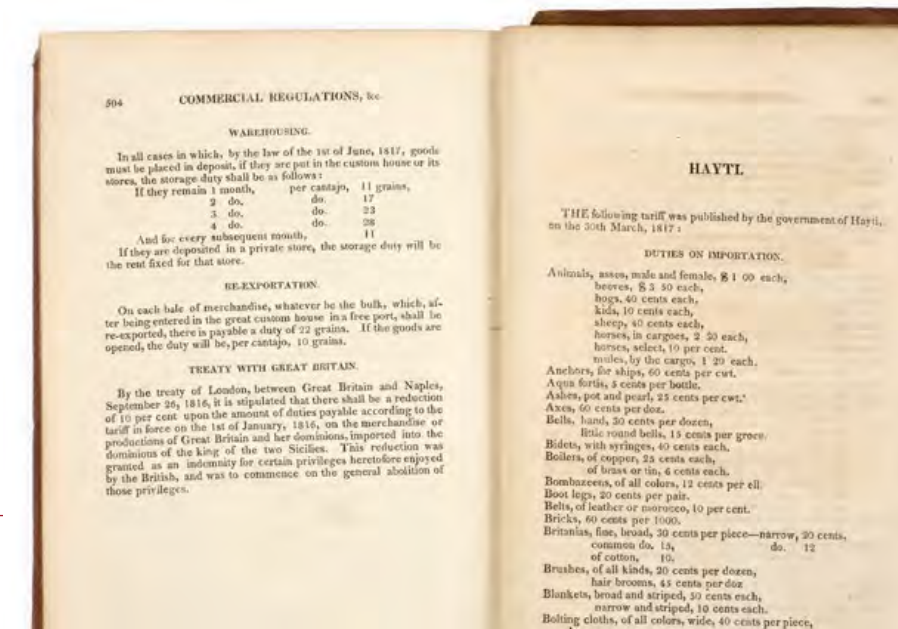 504 COMMERCIAL REGULATIONS, &c
WAREHOUSING.
In all cases in which, by the law of the 1st of June, 1817, goods
must be placed in deposit, if they are put in the custom house or its
stores, the storage duty shall be as follows:
If they remain 1 month, per cantajo, 11 grains,
2 do. do. 17
3 do. do. 23
4 do. do. 28
And for every subsequent month, 11
If they are deposited in a private store, the storage duty will be
the rent fixed for that store.
RE-EXPORTATION.
On each bale of merchandise, whatever be the bulk, which, af-
ter being entered in the great custom house in a free port, shall be
re-exported, there is payable a duty of 22 grains. If the goods are
opened, the duty will be, per cantajo, 10 grains.
TREATY WITH GREAT BRITAIN.
By the treaty of London, between Great Britain and Naples,
September 26, 1816, it is stipulated that there shall be a reduction
of 10 per cent upon the amount of duties payable according to the
tariff in force on the 1st of January, 1816, on the merchandise or
productions of Great Britain and her dominions, imported into the
dominions of the king of the two Sicilies. This reduction was
granted as an indemnity for certain privileges heretofore enjoyed
by the British, and was to commence on the general abolition of
those privileges.
HAYTI.
THE following tariff was published by the government of Hayti,
on the 30th March, 1817:
DUTIES ON IMPORTATION.
Animals, asses, male and female, $ 1 00 each,
beeves, $ 3 50 each,
hogs, 40 cents each,
kids, 10 cents each,
sheep, 40 cents each,
horses, in cargoes, 2 20 each,
horses, select, 10 per cent.
mules, by the cargo, 1 20 each.
Anchors, for ships, 60 cents per cwt.
Aqua fortis, 5 cents per bottle.
Ashes, pot and pearl, 25 cents per cwt.
Axes, 60 cents per doz.
Bells, hand, 30 cents per dozen,
little round bells, 15 cents per groce.
Bidets, with syringes, 40 cents each.
Boilers, of copper, 25 cents each,
of brass or tin, 6 cents each.
Bombazeens, of all colors, 12 cents per ell.
Boot legs, 20 cents per pair.
Belts, of leather or morocco, 10 per cent.
Bricks, 60 cents per 1000.
Britanias, fine, broad, 30 cents per piece—narrow, 20 cents,
common do. 15, do. 12
of cotton, 10.
Brushes, of all kinds, 20 cents per dozen,
hair brooms, 45 cents per doz
Blankets, broad and striped, 50 cents each,
narrow and striped, 10 cents each.
Bolting cloths, of all colors, wide, 40 cents per piece,